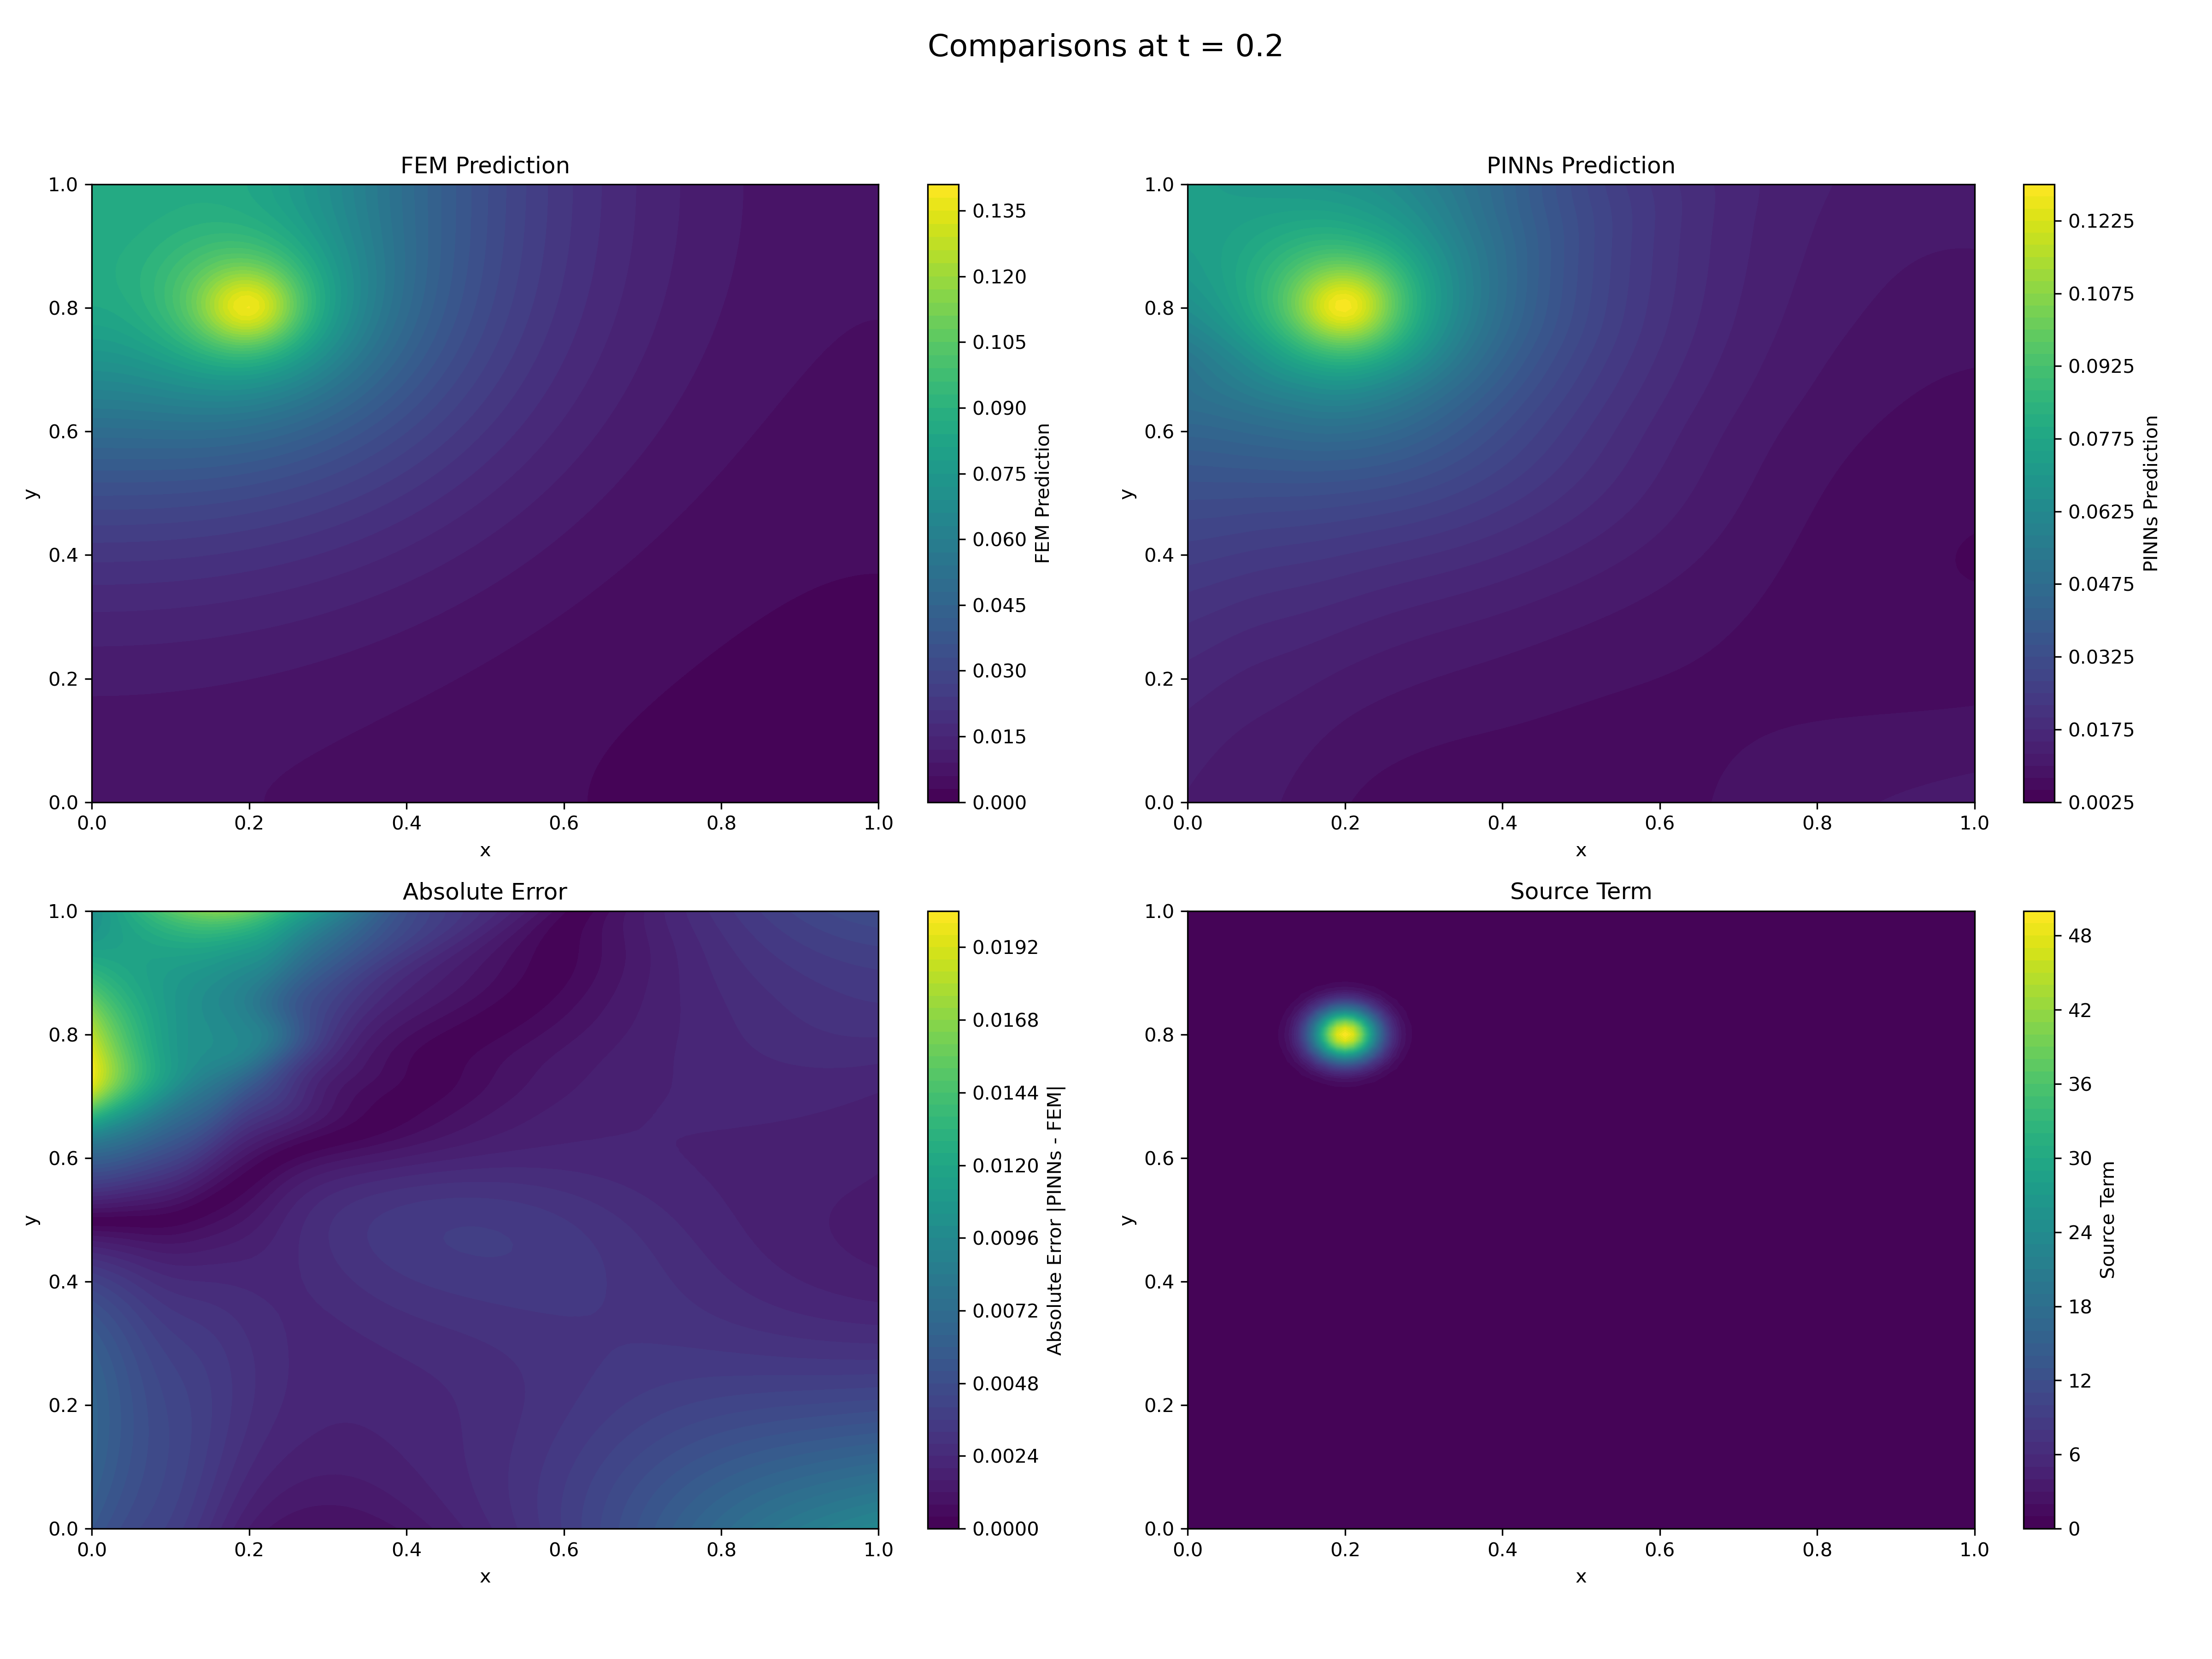 Comparisons at t = 0.2
FEM Prediction
1.0
0.8
0.6
0.4
0.2
0.0
y
0.0 0.2 0.4 0.6 0.8 1.0
x
0.135
0.120
0.105
0.090
0.075
0.060
0.045
0.030
0.015
0.000
FEM Prediction
PINNs Prediction
1.0
0.8
0.6
0.4
0.2
0.0
y
0.0 0.2 0.4 0.6 0.8 1.0
x
0.1225
0.1075
0.0925
0.0775
0.0625
0.0475
0.0325
0.0175
0.0025
PINNs Prediction
Absolute Error
1.0
0.8
0.6
0.4
0.2
0.0
y
0.0 0.2 0.4 0.6 0.8 1.0
x
0.0192
0.0168
0.0144
0.0120
0.0096
0.0072
0.0048
0.0024
0.0000
Absolute Error |PINNs - FEM|
Source Term
1.0
0.8
0.6
0.4
0.2
0.0
y
0.0 0.2 0.4 0.6 0.8 1.0
x
48
42
36
30
24
18
12
6
0
Source Term